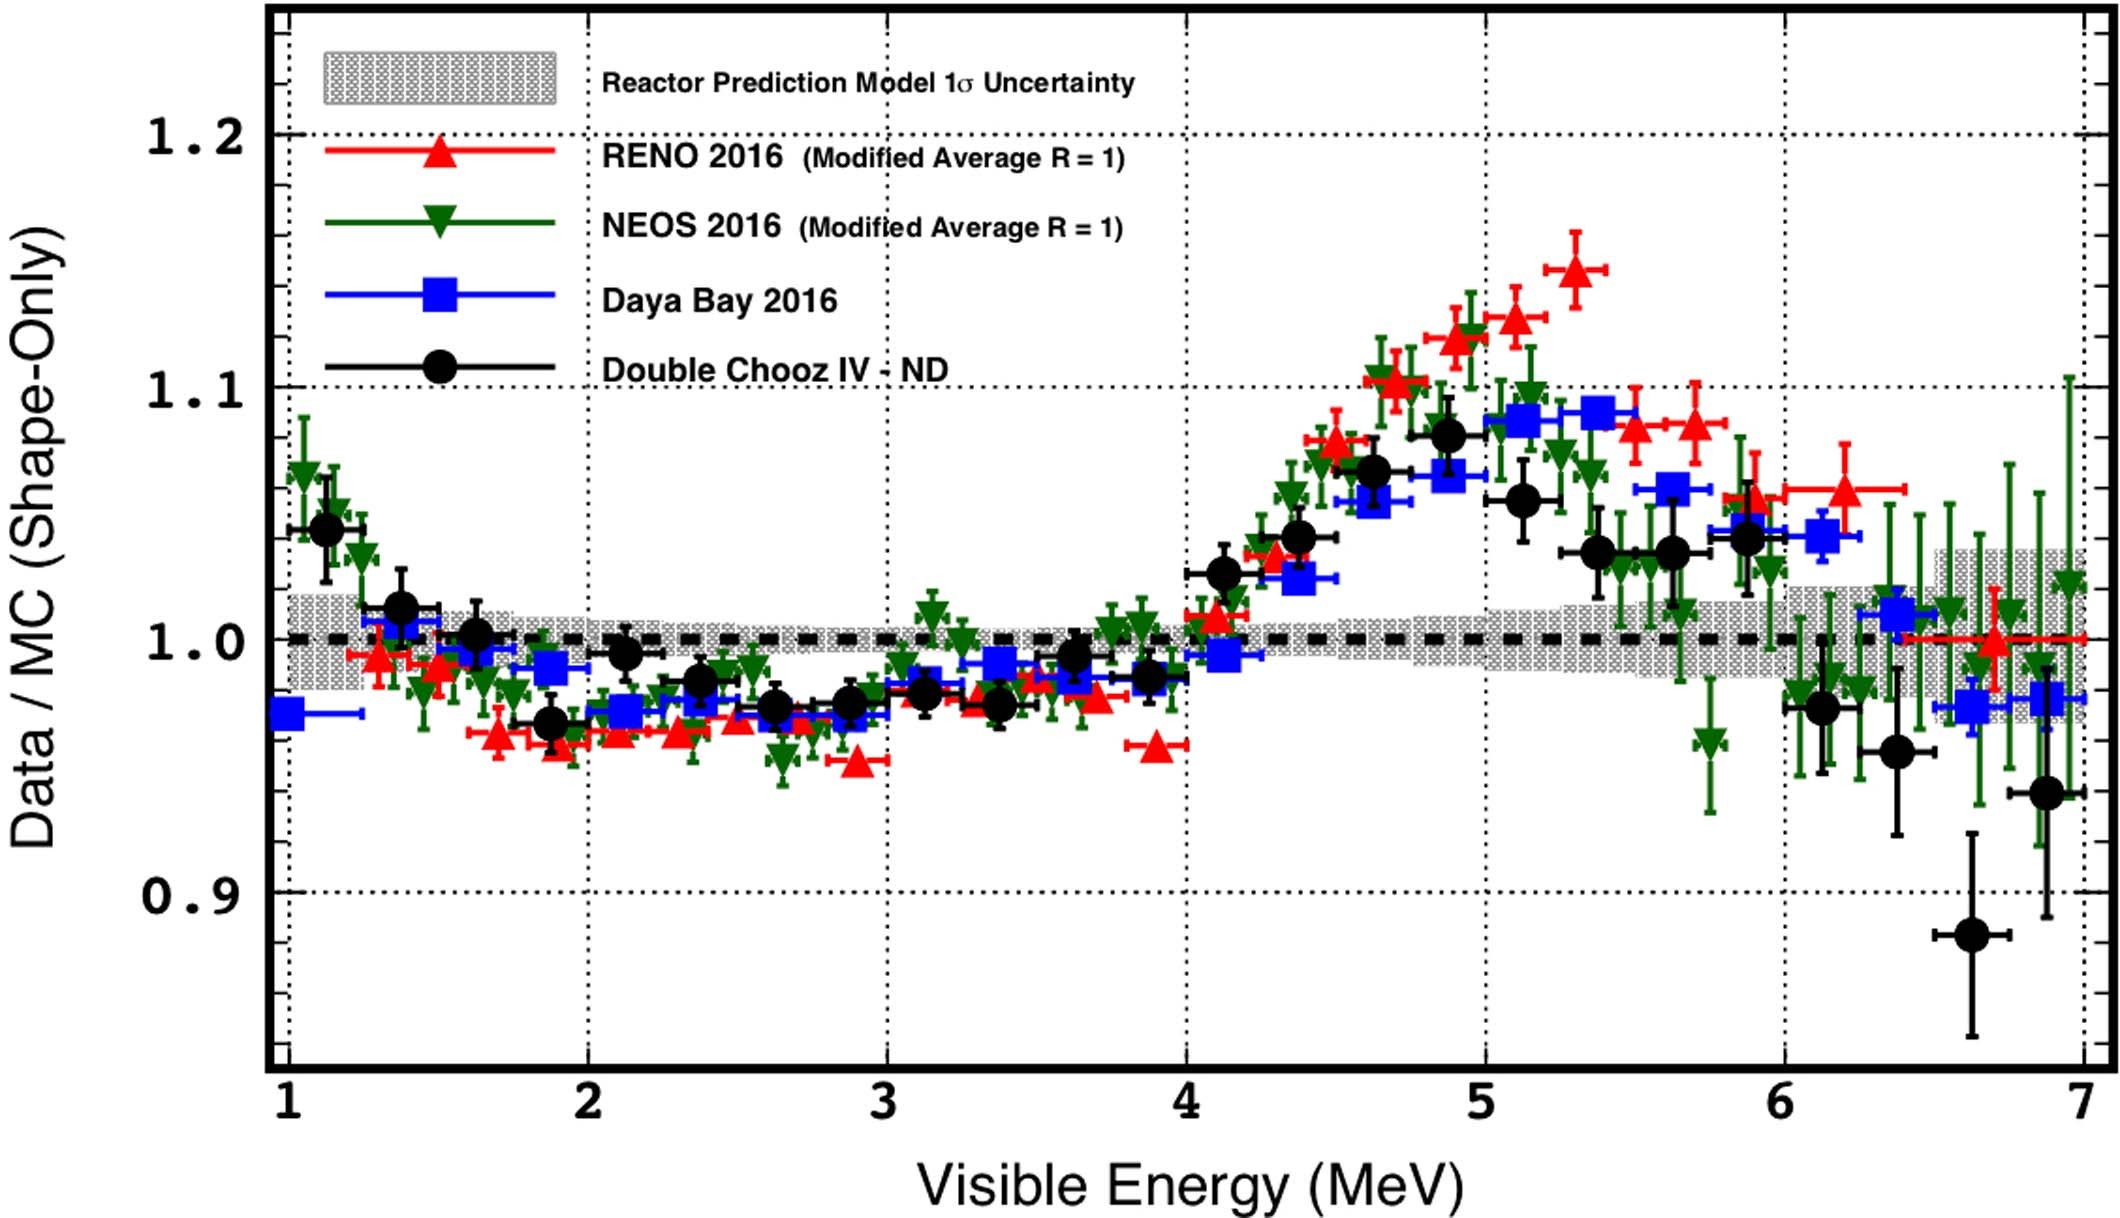 Reactor Prediction Model 1σ Uncertainty
RENO 2016 (Modified Average R = 1)
NEOS 2016 (Modified Average R = 1)
Daya Bay 2016
Double Chooz IV - ND
1.2
1.1
1.0
0.9
Data / MC (Shape-Only)
1 2 3 4 5 6 7
Visible Energy (MeV)